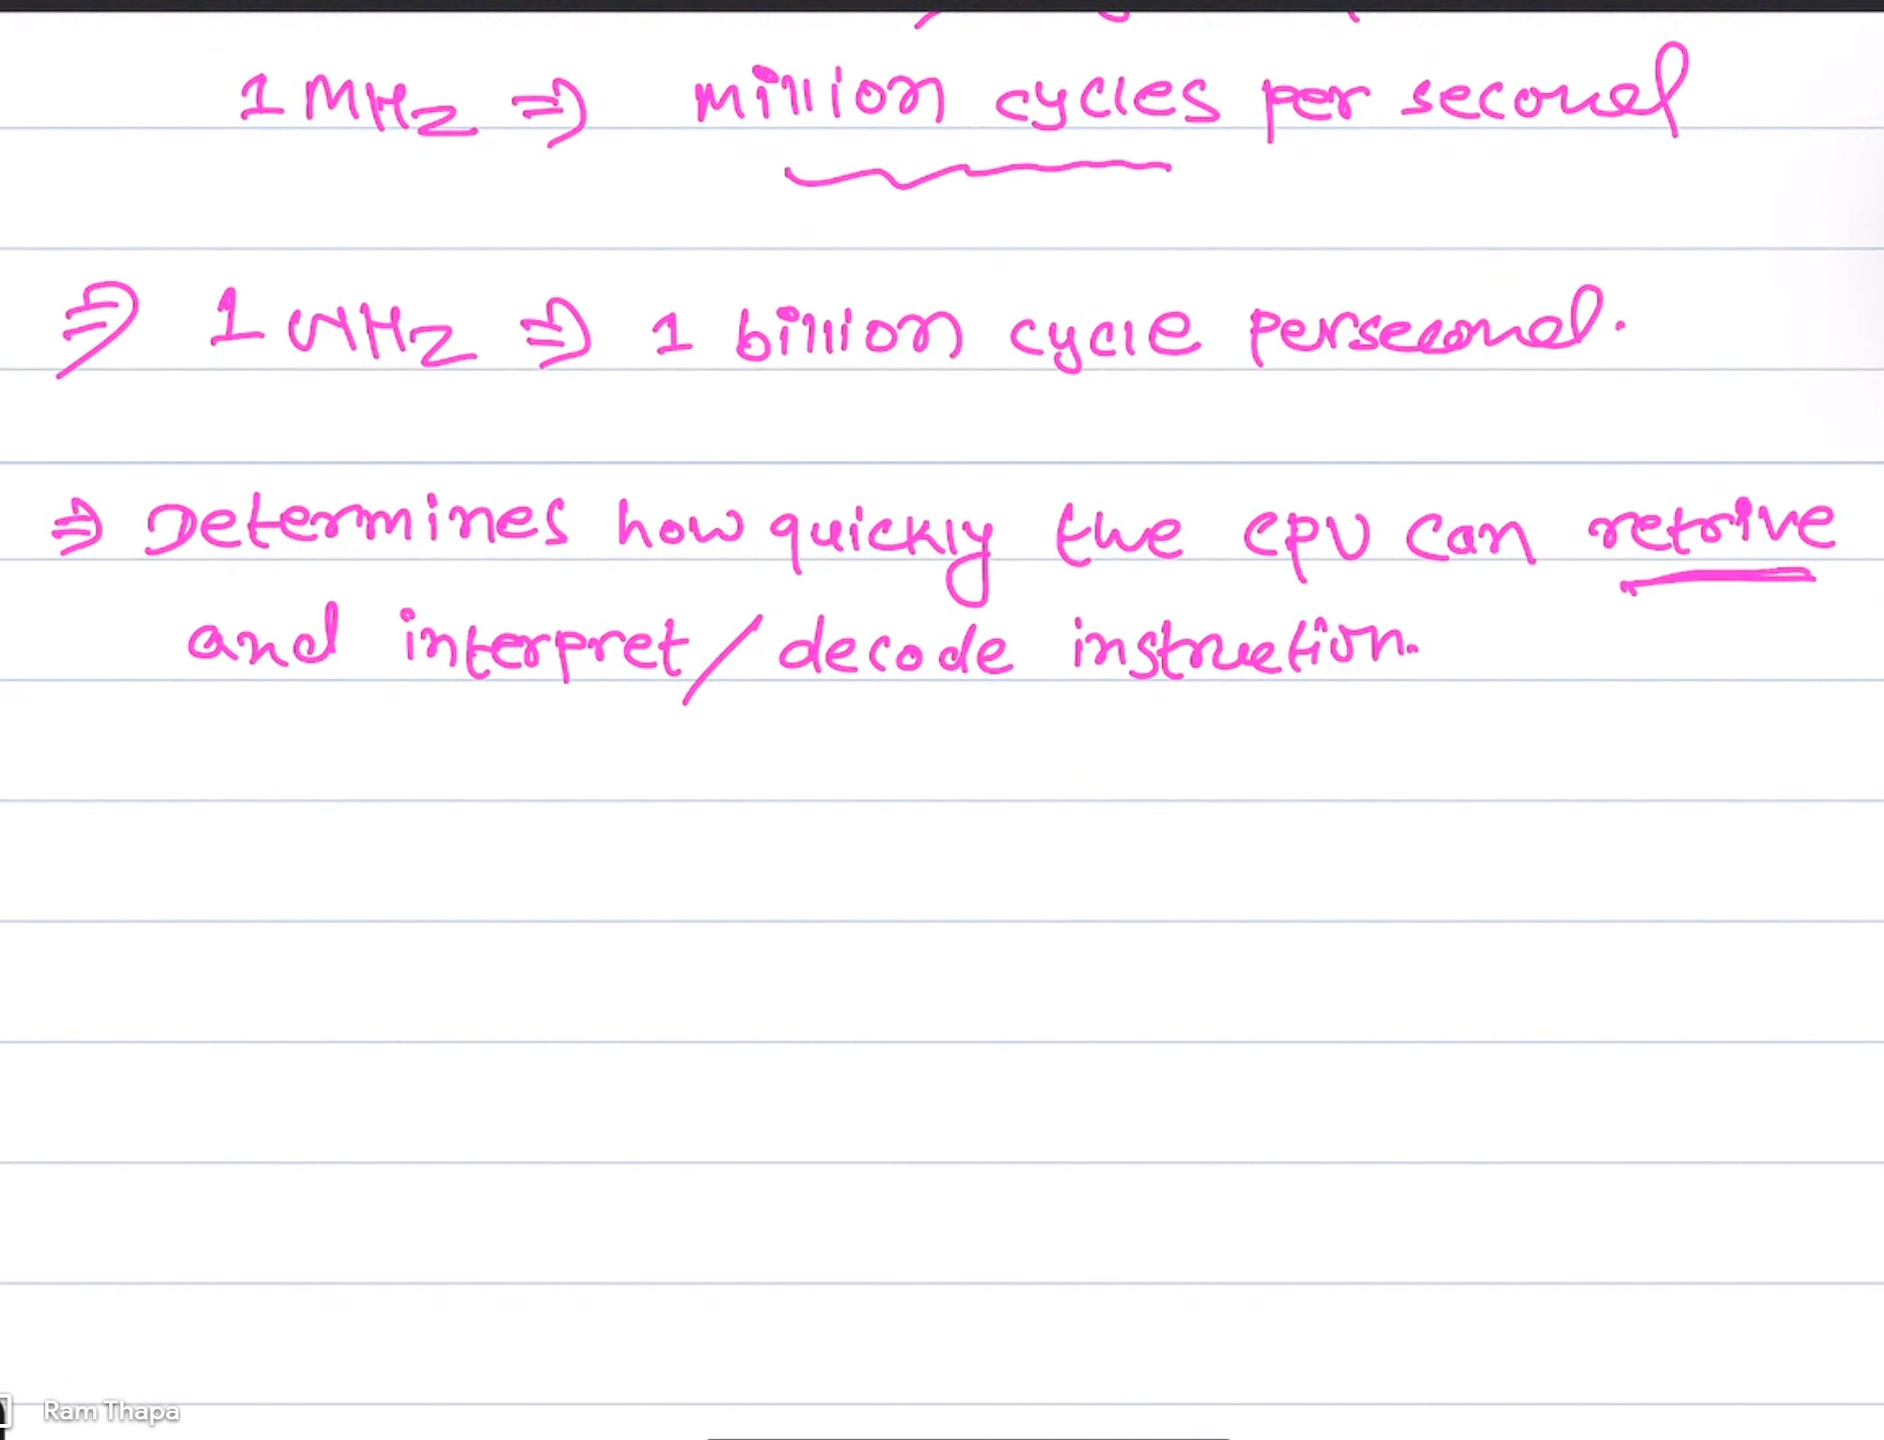 1 MHz ⇒ million cycles per second
⇒ 1 GHz ⇒ 1 billion cycle persecond.
⇒ Determines how quickly the CPU can retrive
and interpret/decode instruction.
Ram Thapa